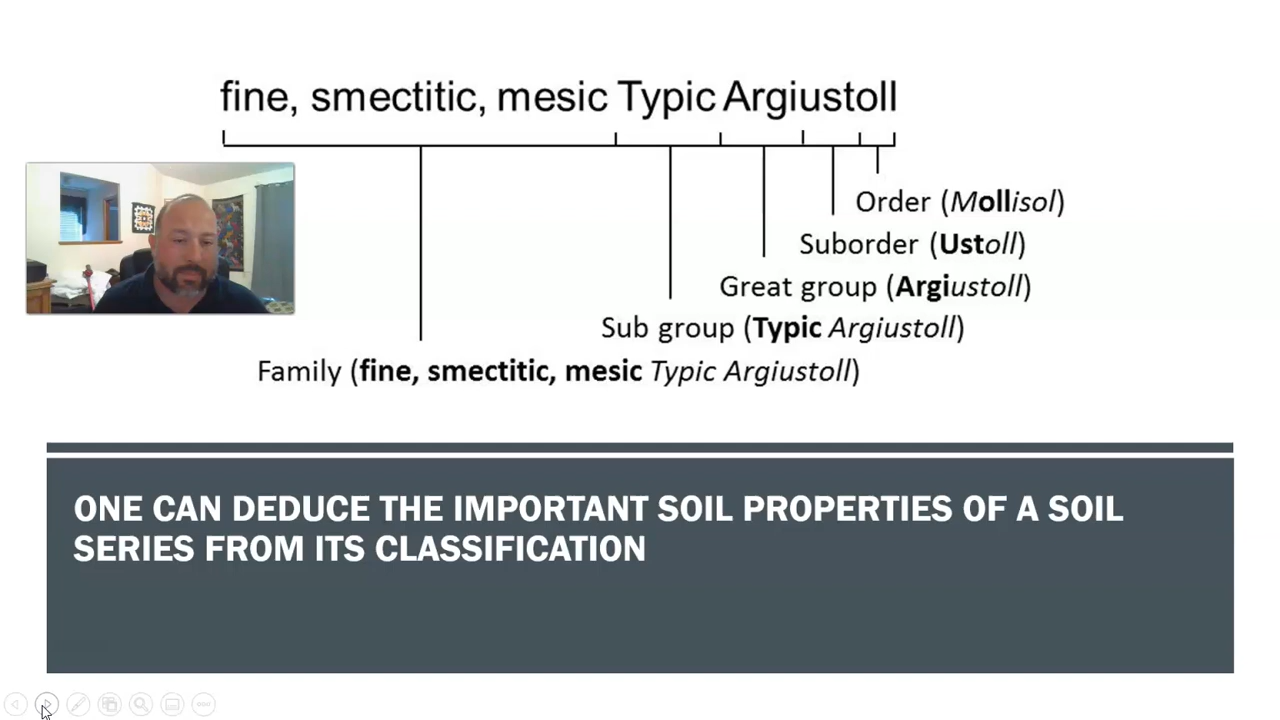 fine, smectitic, mesic Typic Argiustoll
Order (Mollisol)
Suborder (Ustoll)
Great group (Argiustoll)
Sub group (Typic Argiustoll)
Family (fine, smectitic, mesic Typic Argiustoll)
ONE CAN DEDUCE THE IMPORTANT SOIL PROPERTIES OF A SOIL
SERIES FROM ITS CLASSIFICATION